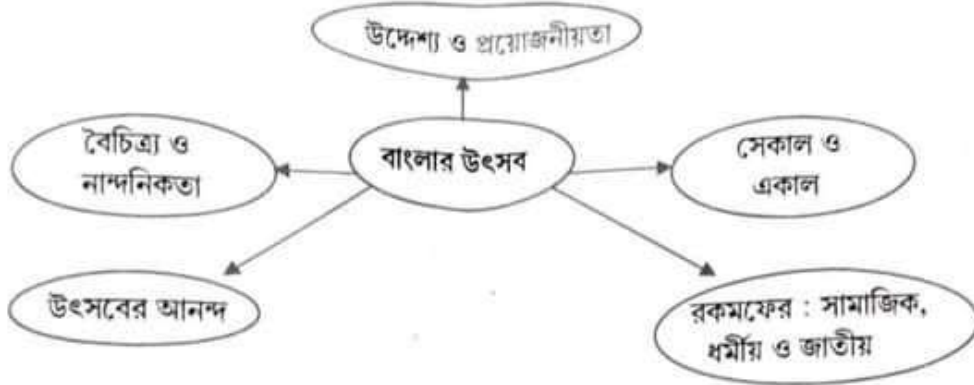 উদ্দেশ্য ও প্রয়োজনীয়তা
বৈচিত্র্য ও
নান্দনিকতা
বাংলার উৎসব
সেকাল ও
একাল
উৎসবের আনন্দ
রকমফের : সামাজিক,
ধর্মীয় ও জাতীয়